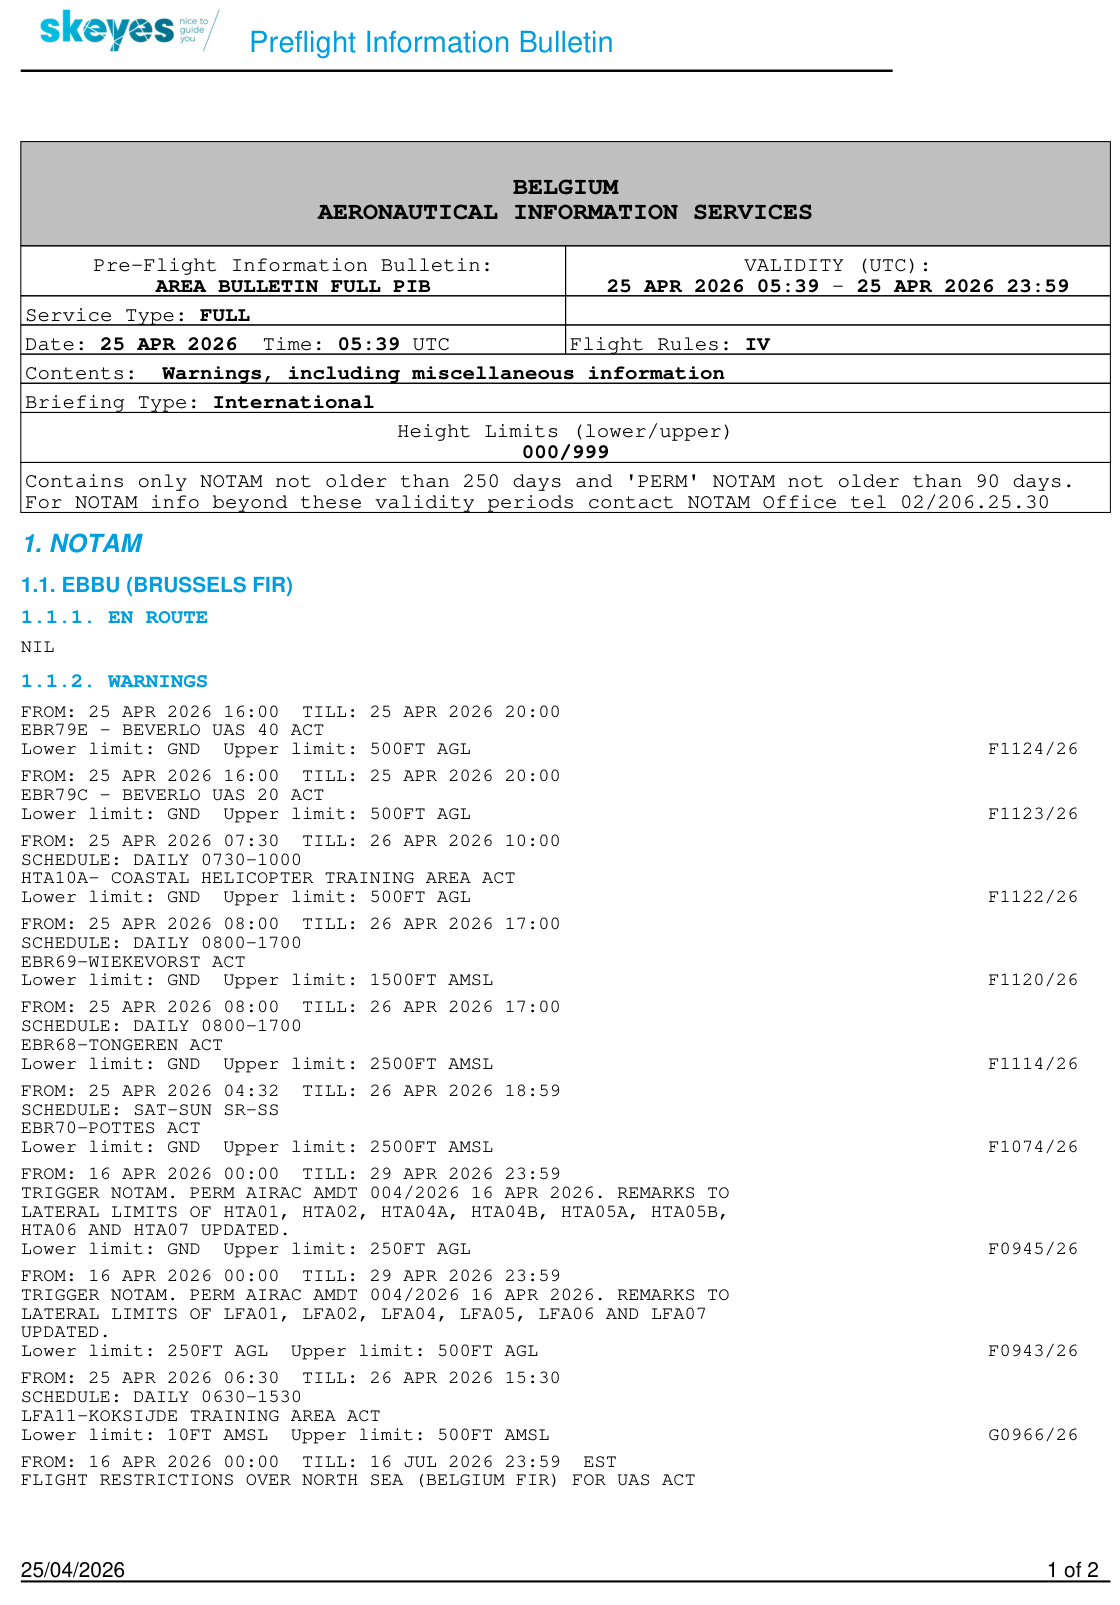 skeyes nice to guide you
Preflight Information Bulletin
BELGIUM
AERONAUTICAL INFORMATION SERVICES
Pre-Flight Information Bulletin:
AREA BULLETIN FULL PIB
VALIDITY (UTC):
25 APR 2026 05:39 - 25 APR 2026 23:59
Service Type: FULL
Date: 25 APR 2026  Time: 05:39 UTC
Flight Rules: IV
Contents:  Warnings, including miscellaneous information
Briefing Type: International
Height Limits (lower/upper)
000/999
Contains only NOTAM not older than 250 days and 'PERM' NOTAM not older than 90 days.
For NOTAM info beyond these validity periods contact NOTAM Office tel 02/206.25.30
1. NOTAM
1.1. EBBU (BRUSSELS FIR)
1.1.1. EN ROUTE
NIL
1.1.2. WARNINGS
FROM: 25 APR 2026 16:00  TILL: 25 APR 2026 20:00
EBR79E - BEVERLO UAS 40 ACT
Lower limit: GND  Upper limit: 500FT AGL F1124/26
FROM: 25 APR 2026 16:00  TILL: 25 APR 2026 20:00
EBR79C - BEVERLO UAS 20 ACT
Lower limit: GND  Upper limit: 500FT AGL F1123/26
FROM: 25 APR 2026 07:30  TILL: 26 APR 2026 10:00
SCHEDULE: DAILY 0730-1000
HTA10A- COASTAL HELICOPTER TRAINING AREA ACT
Lower limit: GND  Upper limit: 500FT AGL F1122/26
FROM: 25 APR 2026 08:00  TILL: 26 APR 2026 17:00
SCHEDULE: DAILY 0800-1700
EBR69-WIEKEVORST ACT
Lower limit: GND  Upper limit: 1500FT AMSL F1120/26
FROM: 25 APR 2026 08:00  TILL: 26 APR 2026 17:00
SCHEDULE: DAILY 0800-1700
EBR68-TONGEREN ACT
Lower limit: GND  Upper limit: 2500FT AMSL F1114/26
FROM: 25 APR 2026 04:32  TILL: 26 APR 2026 18:59
SCHEDULE: SAT-SUN SR-SS
EBR70-POTTES ACT
Lower limit: GND  Upper limit: 2500FT AMSL F1074/26
FROM: 16 APR 2026 00:00  TILL: 29 APR 2026 23:59
TRIGGER NOTAM. PERM AIRAC AMDT 004/2026 16 APR 2026. REMARKS TO
LATERAL LIMITS OF HTA01, HTA02, HTA04A, HTA04B, HTA05A, HTA05B,
HTA06 AND HTA07 UPDATED.
Lower limit: GND  Upper limit: 250FT AGL F0945/26
FROM: 16 APR 2026 00:00  TILL: 29 APR 2026 23:59
TRIGGER NOTAM. PERM AIRAC AMDT 004/2026 16 APR 2026. REMARKS TO
LATERAL LIMITS OF LFA01, LFA02, LFA04, LFA05, LFA06 AND LFA07
UPDATED.
Lower limit: 250FT AGL  Upper limit: 500FT AGL F0943/26
FROM: 25 APR 2026 06:30  TILL: 26 APR 2026 15:30
SCHEDULE: DAILY 0630-1530
LFA11-KOKSIJDE TRAINING AREA ACT
Lower limit: 10FT AMSL  Upper limit: 500FT AMSL G0966/26
FROM: 16 APR 2026 00:00  TILL: 16 JUL 2026 23:59  EST
FLIGHT RESTRICTIONS OVER NORTH SEA (BELGIUM FIR) FOR UAS ACT
25/04/2026 1 of 2